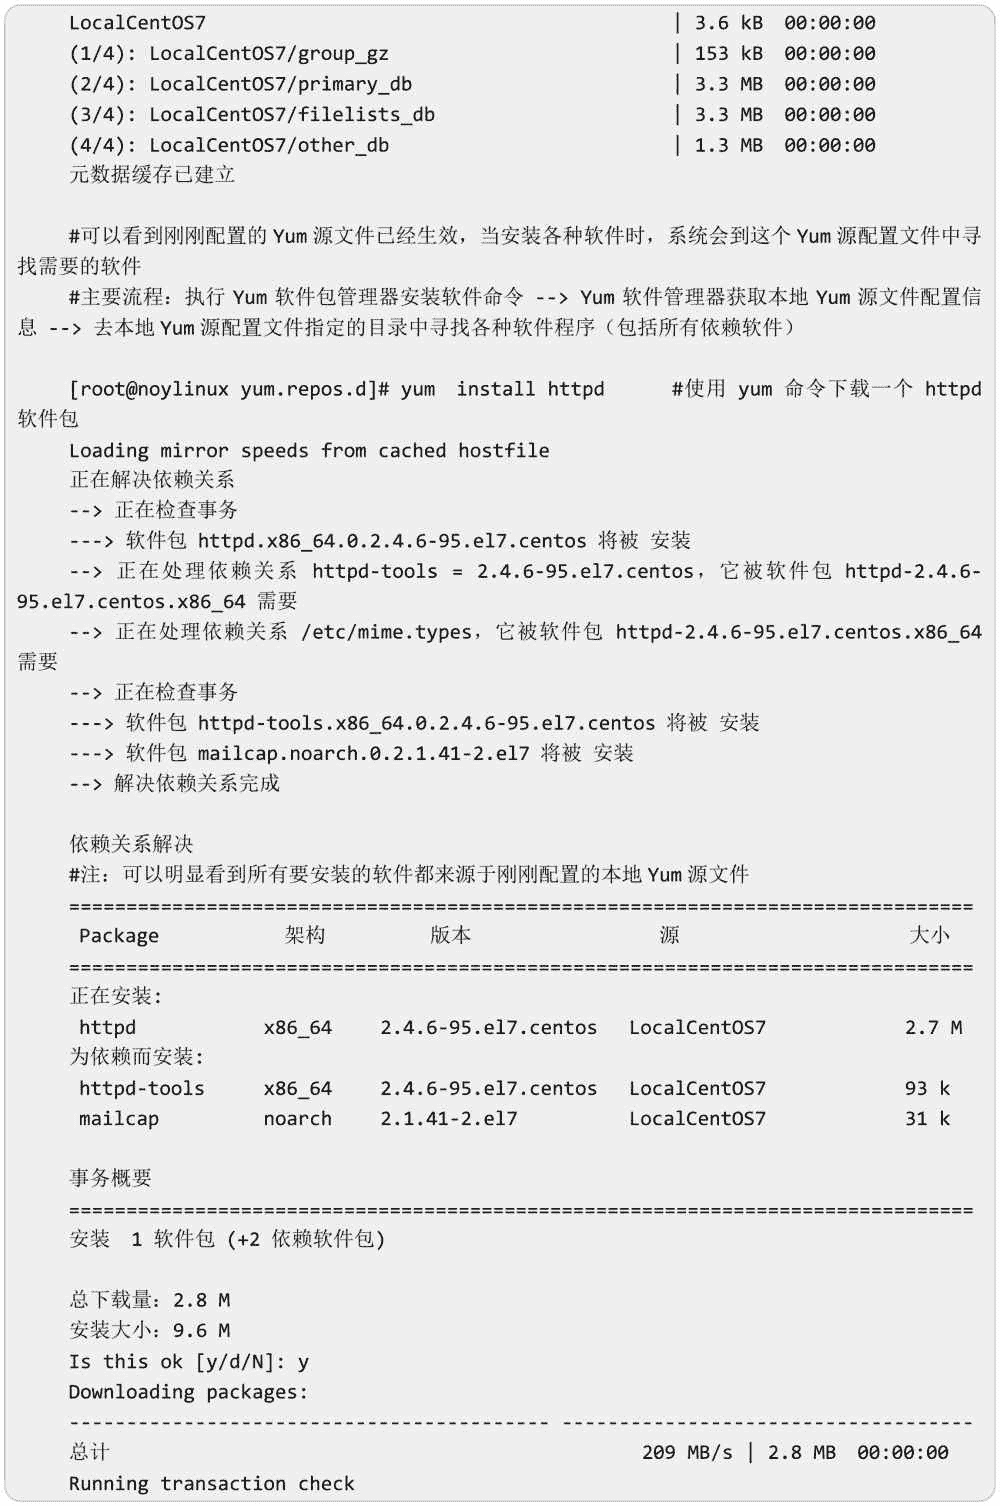 LocalCentOS7 | 3.6 kB 00:00:00
(1/4): LocalCentOS7/group_gz | 153 kB 00:00:00
(2/4): LocalCentOS7/primary_db | 3.3 MB 00:00:00
(3/4): LocalCentOS7/filelists_db | 3.3 MB 00:00:00
(4/4): LocalCentOS7/other_db | 1.3 MB 00:00:00
元数据缓存已建立
#可以看到刚刚配置的 Yum 源文件已经生效，当安装各种软件时，系统会到这个 Yum 源配置文件中寻
找需要的软件
#主要流程：执行 Yum 软件包管理器安装软件命令 --> Yum 软件管理器获取本地 Yum 源文件配置信
息 --> 去本地 Yum 源配置文件指定的目录中寻找各种软件程序（包括所有依赖软件）
[root@noylinux yum.repos.d]# yum  install httpd      #使用 yum 命令下载一个 httpd
软件包
Loading mirror speeds from cached hostfile
正在解决依赖关系
--> 正在检查事务
---> 软件包 httpd.x86_64.0.2.4.6-95.el7.centos 将被 安装
--> 正在处理依赖关系 httpd-tools = 2.4.6-95.el7.centos，它被软件包 httpd-2.4.6-
95.el7.centos.x86_64 需要
--> 正在处理依赖关系 /etc/mime.types，它被软件包 httpd-2.4.6-95.el7.centos.x86_64
需要
--> 正在检查事务
---> 软件包 httpd-tools.x86_64.0.2.4.6-95.el7.centos 将被 安装
---> 软件包 mailcap.noarch.0.2.1.41-2.el7 将被 安装
--> 解决依赖关系完成
依赖关系解决
#注：可以明显看到所有要安装的软件都来源于刚刚配置的本地 Yum 源文件
===============================================================================
Package 架构 版本 源 大小
===============================================================================
正在安装:
httpd x86_64 2.4.6-95.el7.centos LocalCentOS7 2.7 M
为依赖而安装:
httpd-tools x86_64 2.4.6-95.el7.centos LocalCentOS7 93 k
mailcap noarch 2.1.41-2.el7 LocalCentOS7 31 k
事务概要
===============================================================================
安装  1 软件包 (+2 依赖软件包)
总下载量：2.8 M
安装大小：9.6 M
Is this ok [y/d/N]: y
Downloading packages:
------------------------------------------ ------------------------------------
总计 209 MB/s | 2.8 MB 00:00:00
Running transaction check